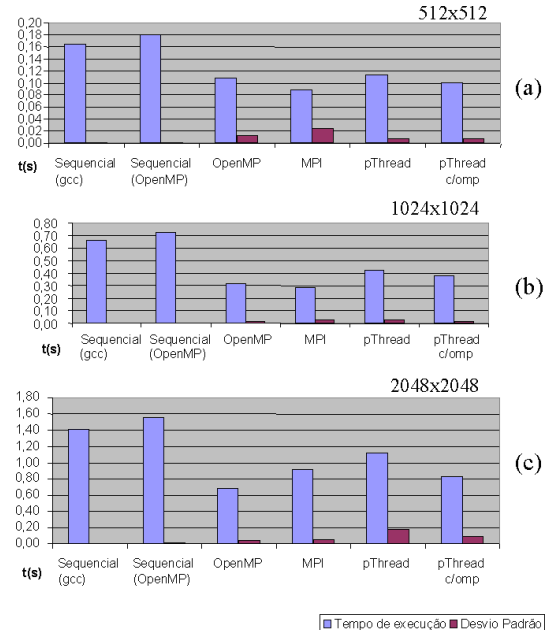 512x512
0,20
0,18
0,16
0,14
0,12
0,10
0,08
0,06
0,04
0,02
0,00
(a)
t(s)
Sequencial (gcc)
Sequencial (OpenMP)
OpenMP
MPI
pThread
pThread c/omp
1024x1024
0,80
0,70
0,60
0,50
0,40
0,30
0,20
0,10
0,00
(b)
t(s)
Sequencial (gcc)
Sequencial (OpenMP)
OpenMP
MPI
pThread
pThread c/omp
2048x2048
1,80
1,60
1,40
1,20
1,00
0,80
0,60
0,40
0,20
0,00
(c)
t(s)
Sequencial (gcc)
Sequencial (OpenMP)
OpenMP
MPI
pThread
pThread c/omp
Tempo de execução Desvio Padrão